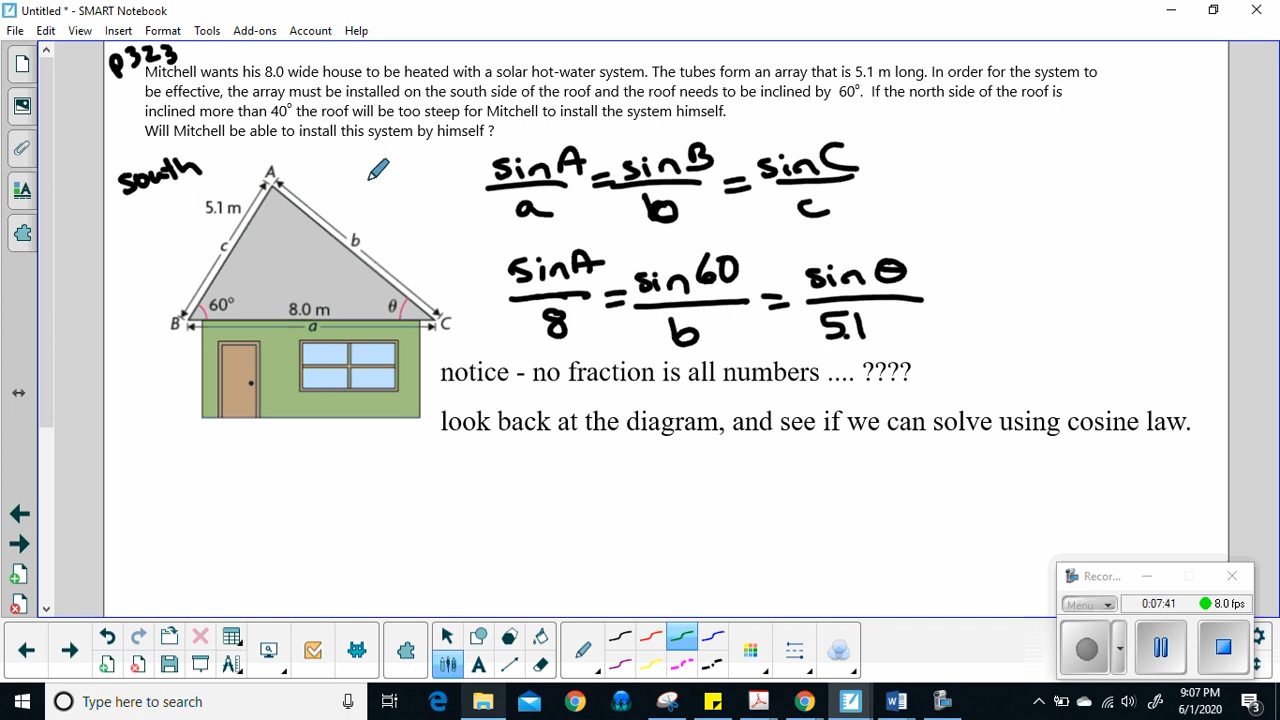 Untitled * - SMART Notebook
File Edit View Insert Format Tools Add-ons Account Help
p323
Mitchell wants his 8.0 wide house to be heated with a solar hot-water system. The tubes form an array that is 5.1 m long. In order for the system to
be effective, the array must be installed on the south side of the roof and the roof needs to be inclined by 60°. If the north side of the roof is
inclined more than 40° the roof will be too steep for Mitchell to install the system himself.
Will Mitchell be able to install this system by himself ?
south
A
5.1 m
c
b
60°
8.0 m
θ
B
a
C
sinA/a = sinB/b = sinC/c
sinA/8 = sin60/b = sinθ/5.1
notice - no fraction is all numbers .... ????
look back at the diagram, and see if we can solve using cosine law.
Recor...
Menu
0:07:41
8.0 fps
Type here to search
9:07 PM
6/1/2020
3